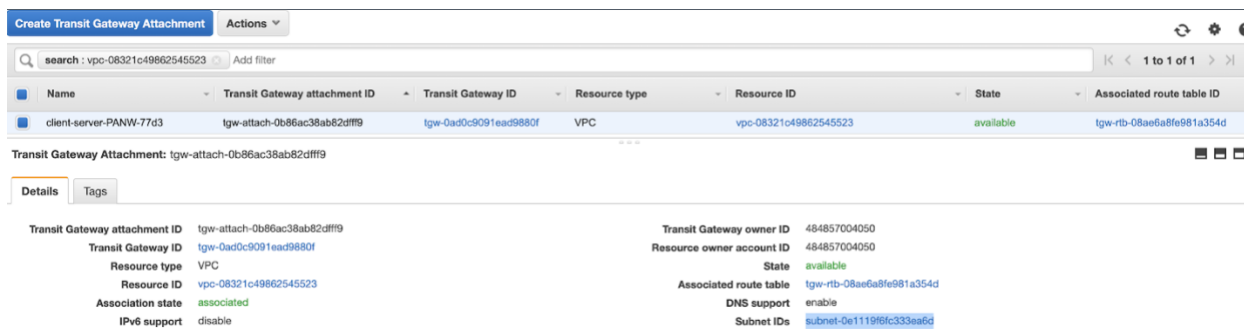 Create Transit Gateway Attachment Actions
search : vpc-08321c49862545523 Add filter 1 to 1 of 1
Name Transit Gateway attachment ID Transit Gateway ID Resource type Resource ID State Associated route table ID
client-server-PANW-77d3 tgw-attach-0b86ac38ab82dfff9 tgw-0ad0c9091ead9880f VPC vpc-08321c49862545523 available tgw-rtb-08ae6a8fe981a354d
Transit Gateway Attachment: tgw-attach-0b86ac38ab82dfff9
Details Tags
Transit Gateway attachment ID tgw-attach-0b86ac38ab82dfff9 Transit Gateway owner ID 484857004050
Transit Gateway ID tgw-0ad0c9091ead9880f Resource owner account ID 484857004050
Resource type VPC State available
Resource ID vpc-08321c49862545523 Associated route table tgw-rtb-08ae6a8fe981a354d
Association state associated DNS support enable
IPv6 support disable Subnet IDs subnet-0e1119f6fc333ea6d